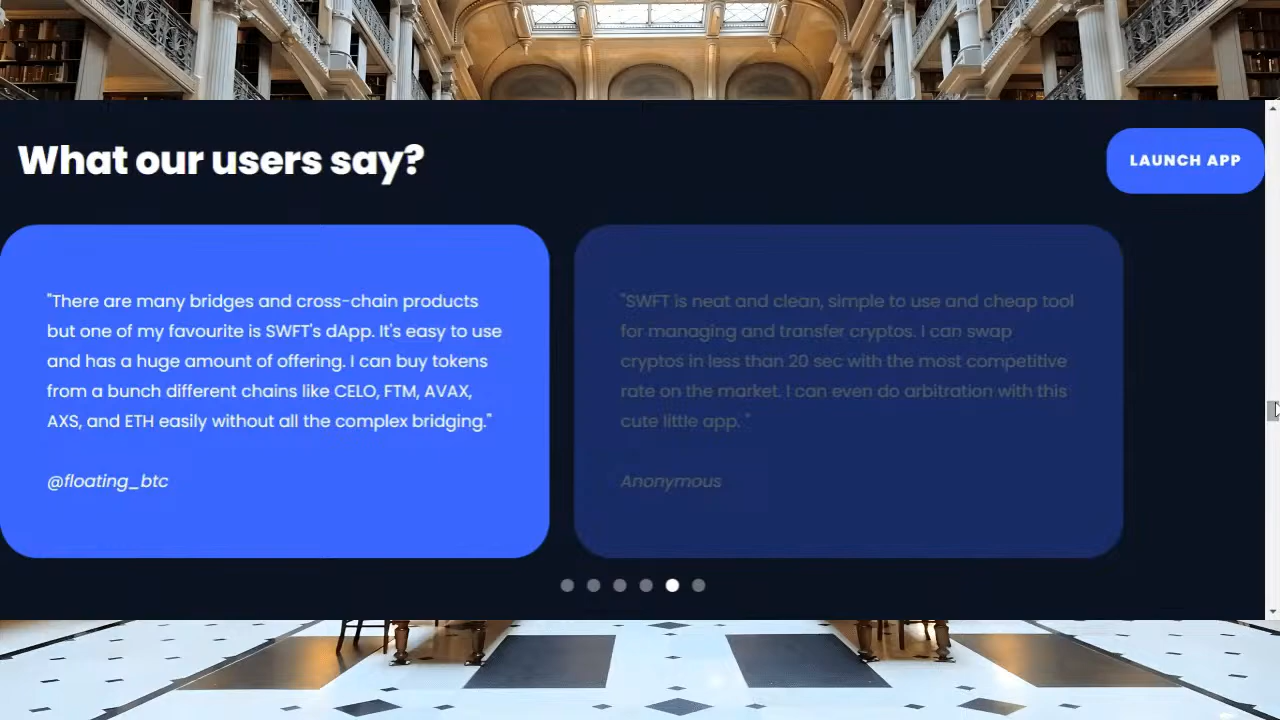 What our users say?
LAUNCH APP
"There are many bridges and cross-chain products
but one of my favourite is SWFT's dApp. It's easy to use
and has a huge amount of offering. I can buy tokens
from a bunch different chains like CELO, FTM, AVAX,
AXS, and ETH easily without all the complex bridging."
@floating_btc
"SWFT is neat and clean, simple to use and cheap tool
for managing and transfer cryptos. I can swap
cryptos in less than 20 sec with the most competitive
rate on the market. I can even do arbitration with this
cute little app. "
Anonymous